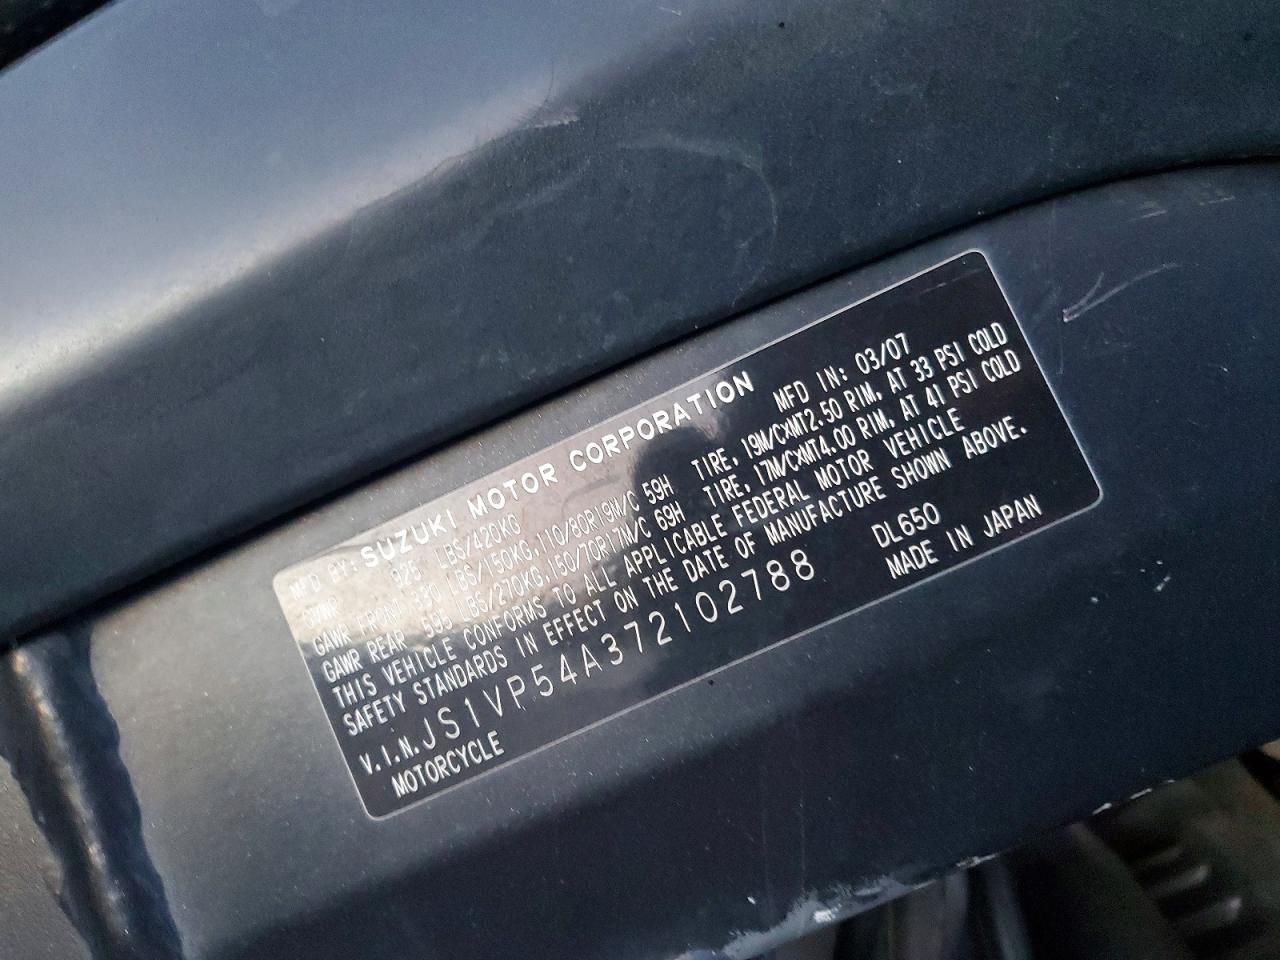 MFD BY: SUZUKI MOTOR CORPORATION MFD IN: 03/07
GVWR 925 LBS/420KG
GAWR FRONT 330 LBS/150KG, 110/80R19M/C 59H TIRE, 19M/CXMT2.50 RIM, AT 33 PSI COLD
GAWR REAR 595 LBS/270KG, 150/70R17M/C 69H TIRE, 17M/CXMT4.00 RIM, AT 41 PSI COLD
THIS VEHICLE CONFORMS TO ALL APPLICABLE FEDERAL MOTOR VEHICLE
SAFETY STANDARDS IN EFFECT ON THE DATE OF MANUFACTURE SHOWN ABOVE.
V.I.N. JS1VP54A372102788 DL650
MOTORCYCLE MADE IN JAPAN